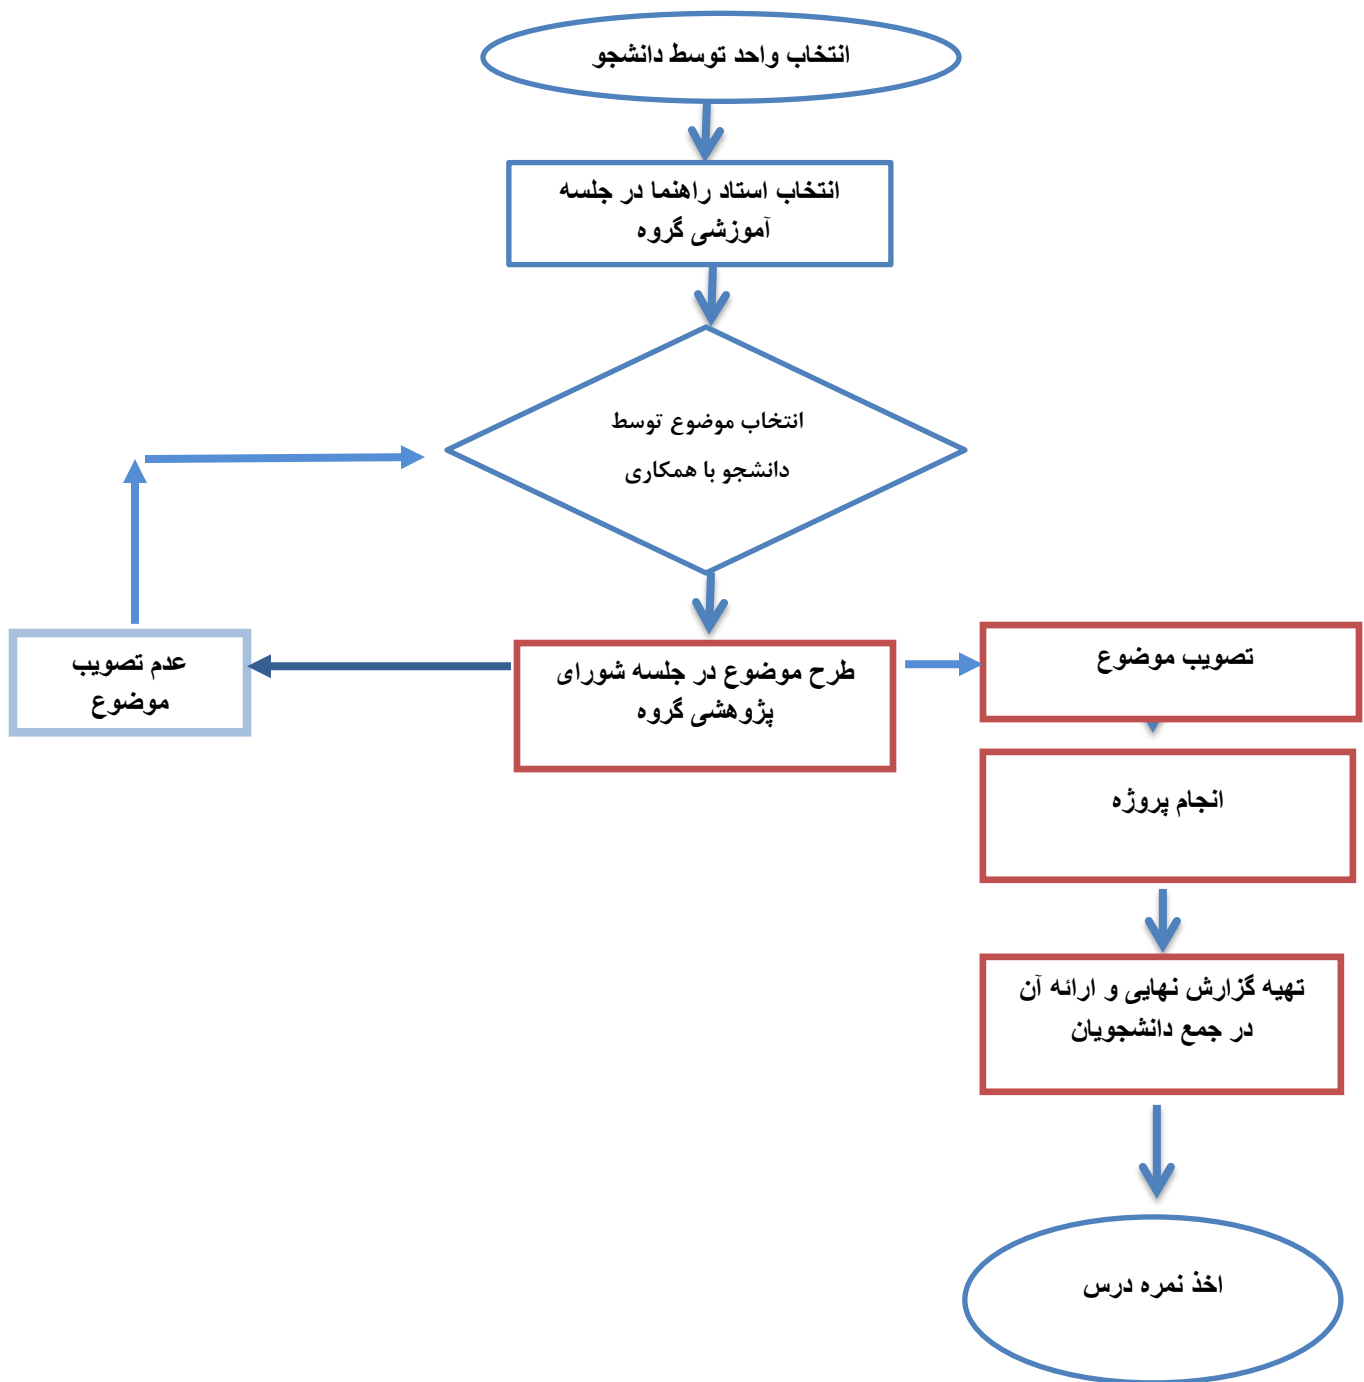 انتخاب واحد توسط دانشجو
انتخاب استاد راهنما در جلسه
آموزشی گروه
انتخاب موضوع توسط
دانشجو با همکاری
طرح موضوع در جلسه شورای
پژوهشی گروه
عدم تصویب
موضوع
تصویب موضوع
انجام پروژه
تهیه گزارش نهایی و ارائه آن
در جمع دانشجویان
اخذ نمره درس